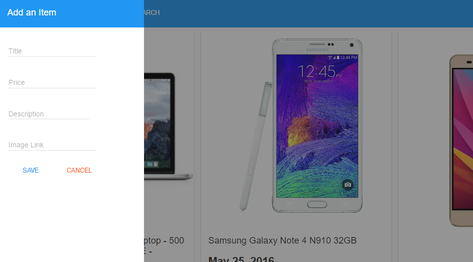 Add an Item
ARCH
Title
Price
Description
Image Link
SAVE
CANCEL
12:45
ptop - 500
E -
Samsung Galaxy Note 4 N910 32GB
May 25, 2016